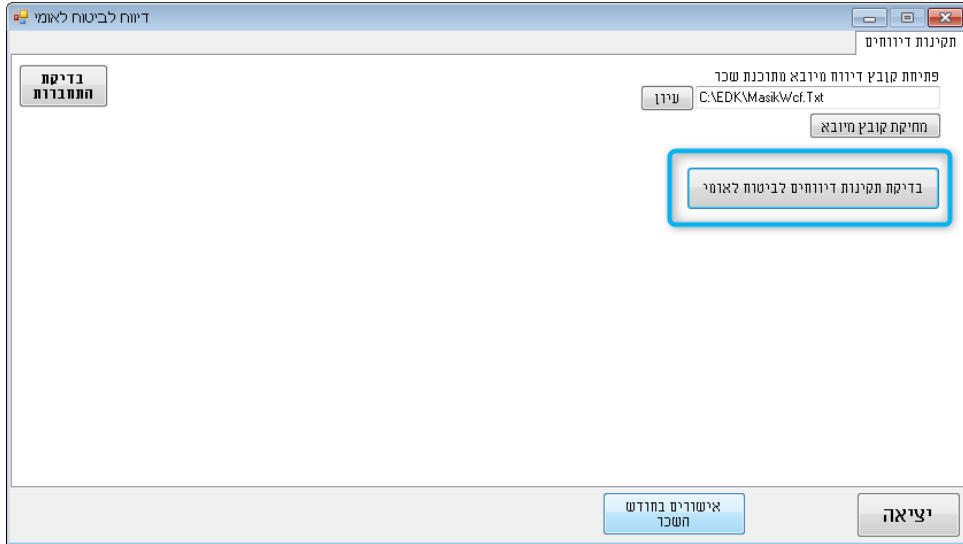 דיווח לביטוח לאומי
תקינות דיווחים
פתיחת קובץ דיווח מיובא מתוכנת שכר
C:\EDK\MasikWcf.Txt
עיון
מחיקת קובץ מיובא
בדיקת תקינות דיווחים לביטוח לאומי
בדיקת
התחברות
אישורים בחודש
השכר
יציאה